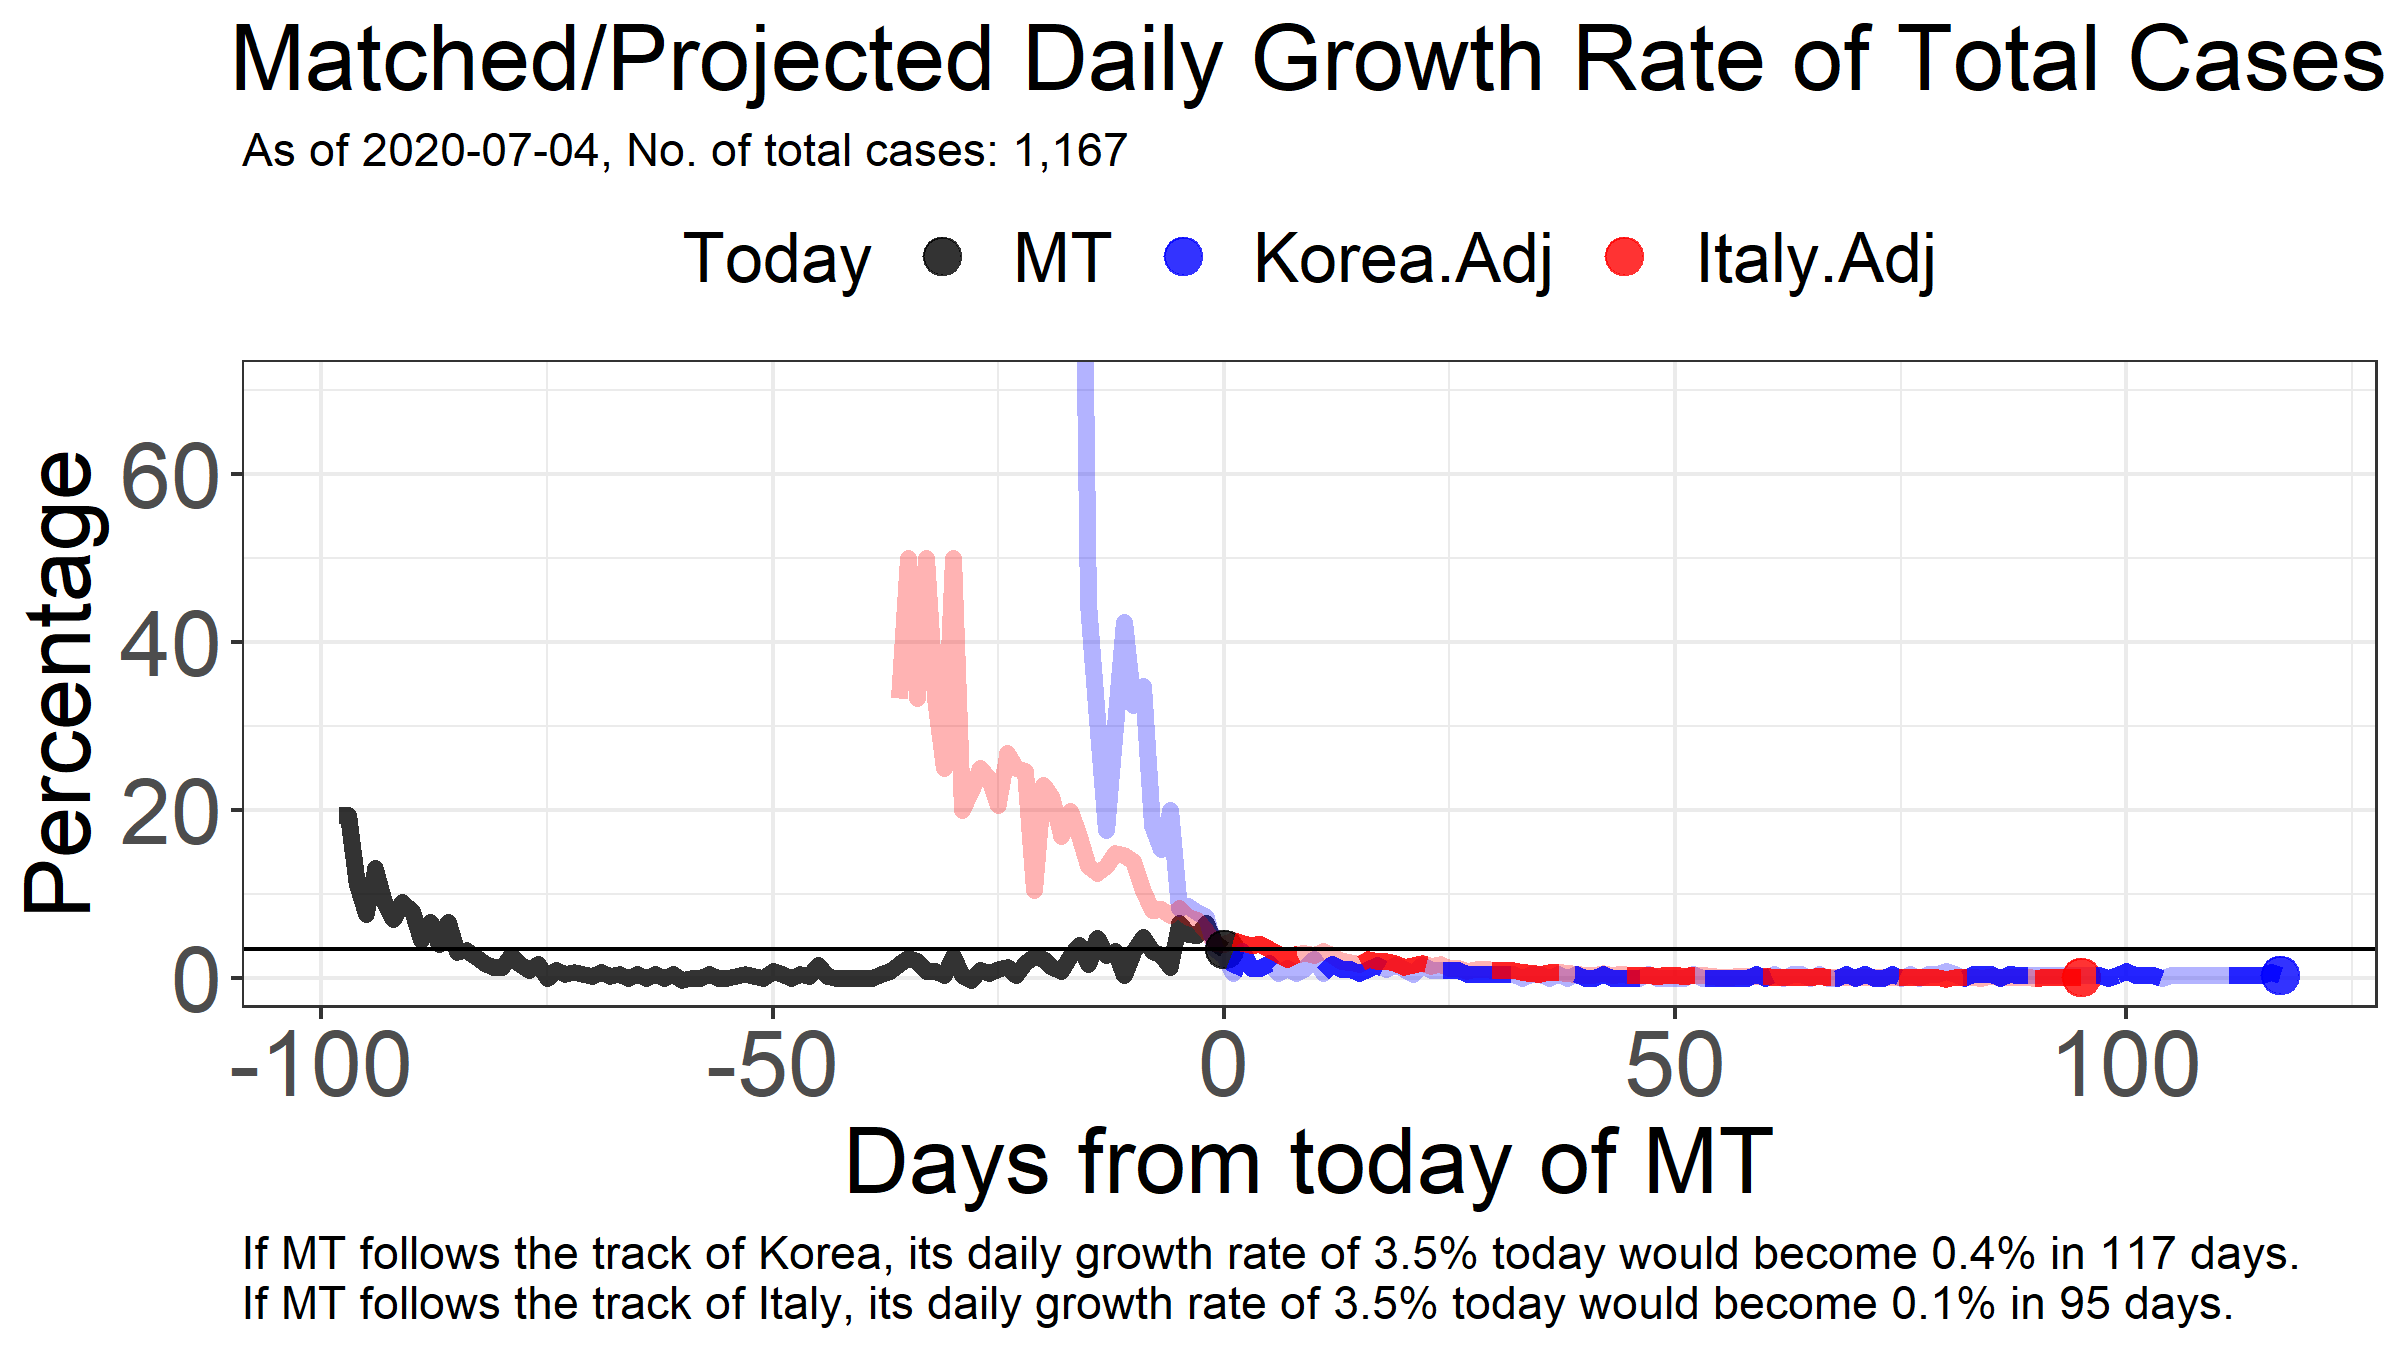 Matched/Projected Daily Growth Rate of Total Cases
As of 2020-07-04, No. of total cases: 1,167
Today MT Korea.Adj Italy.Adj
Percentage
60
40
20
0
-100 -50 0 50 100
Days from today of MT
If MT follows the track of Korea, its daily growth rate of 3.5% today would become 0.4% in 117 days.
If MT follows the track of Italy, its daily growth rate of 3.5% today would become 0.1% in 95 days.